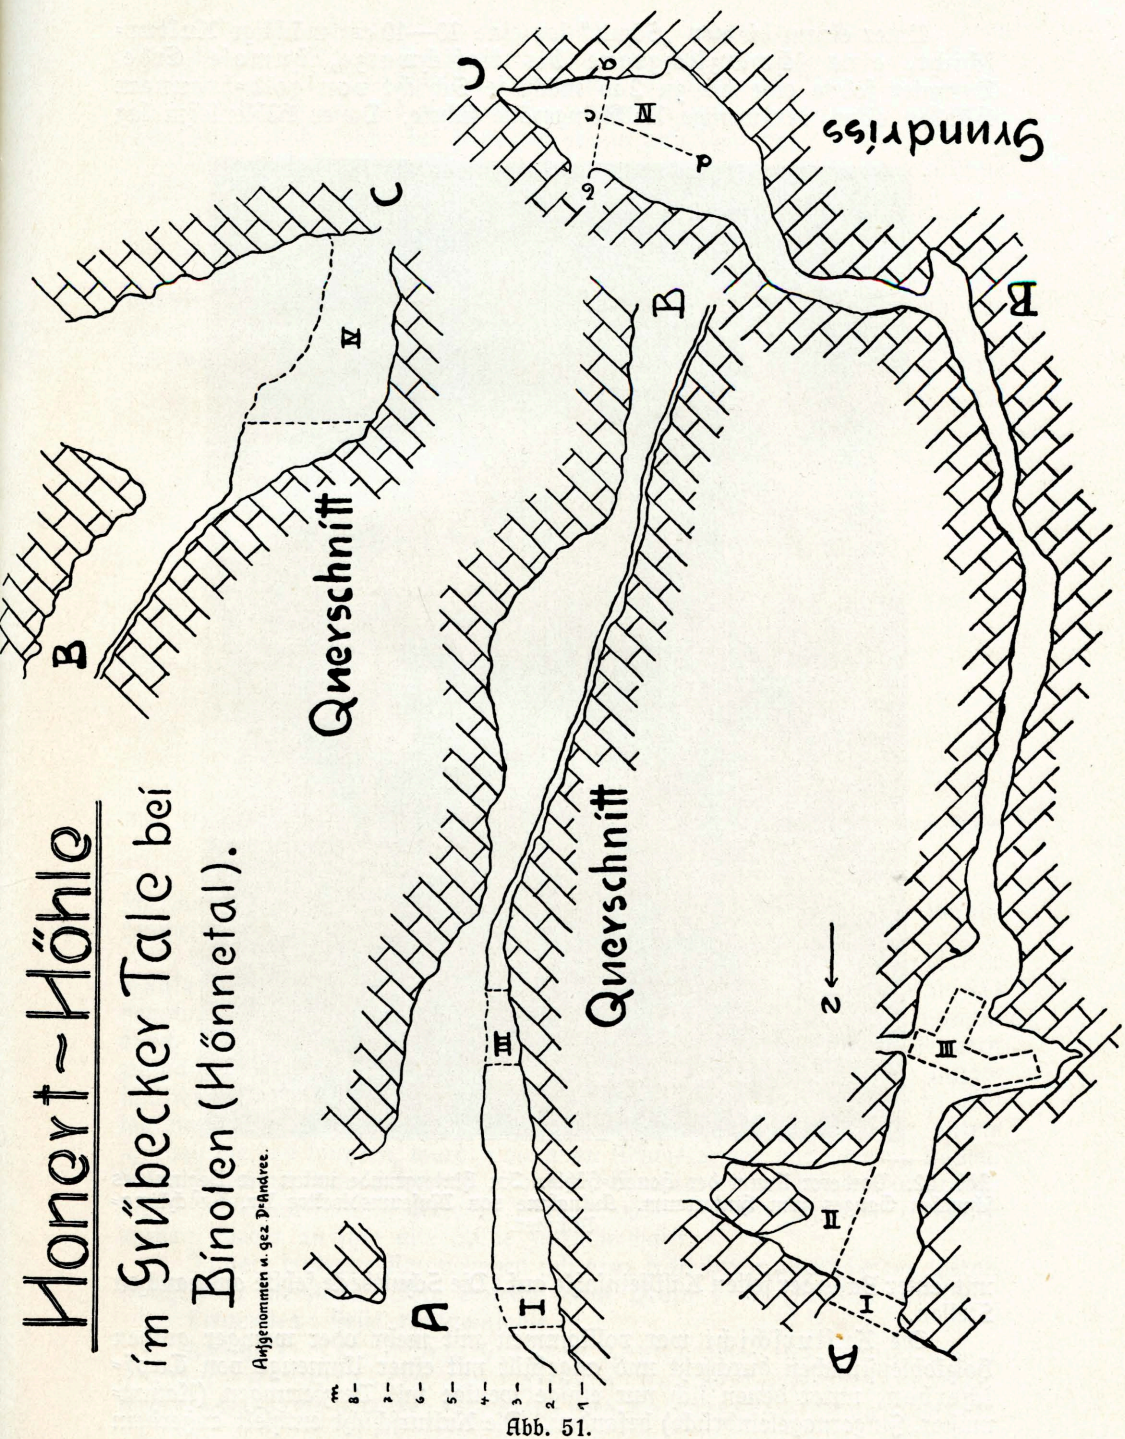 Honert-Höhle
im Grübecker Tale bei
Binolen (Hönnetal).
Aufgenommen u. gez Dr Andree.
Querschnitt
B
C
IV
Querschnitt
A
B
I
III
m
8
7
6
5
4
3
2
1
Grundriss
A
B
C
I
II
III
IV
a
b
c
d
Abb. 51.